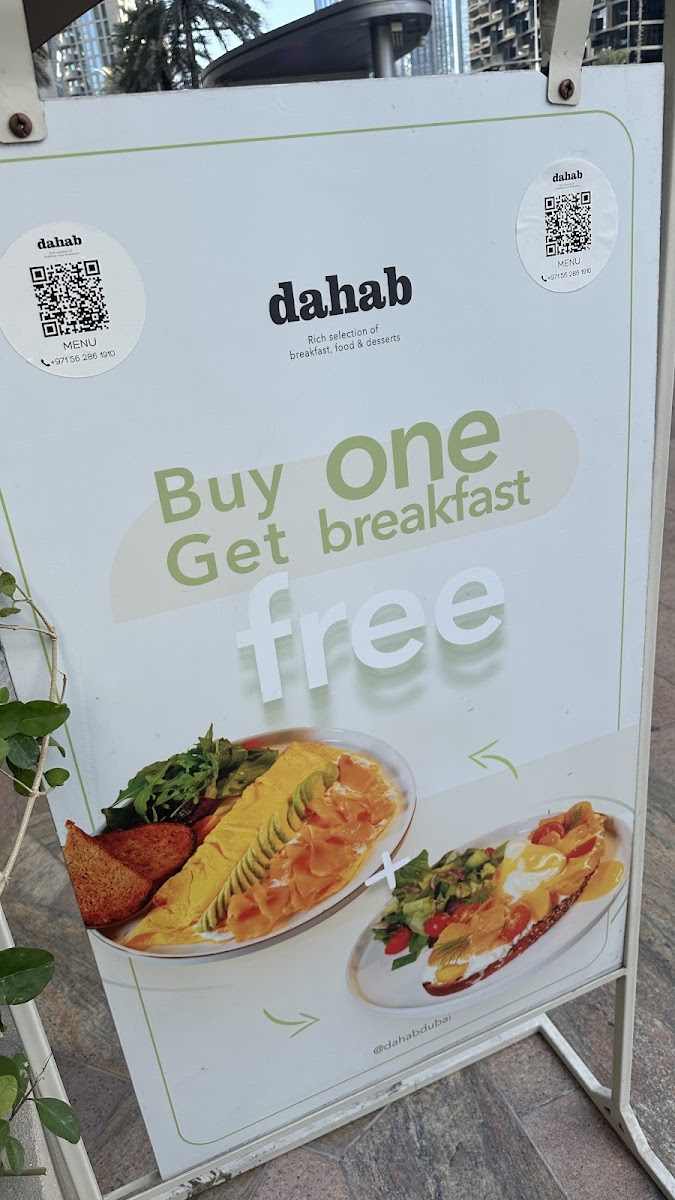 dahab
MENU
+971 56 286 1910
dahab
MENU
+971 56 286 1910
dahab
Rich selection of
breakfast, food & desserts
Buy one
Get breakfast
free
@dahabdubai